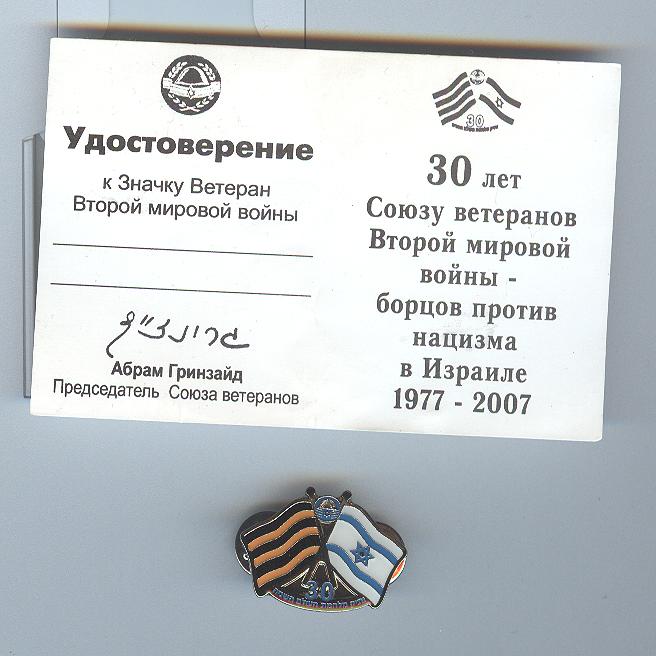 Удостоверение
к Значку Ветеран
Второй мировой войны
Абрам Гринзайд
Председатель Союза ветеранов
30
30 лет
Союзу ветеранов
Второй мировой
войны -
борцов против
нацизма
в Израиле
1977 - 2007
30